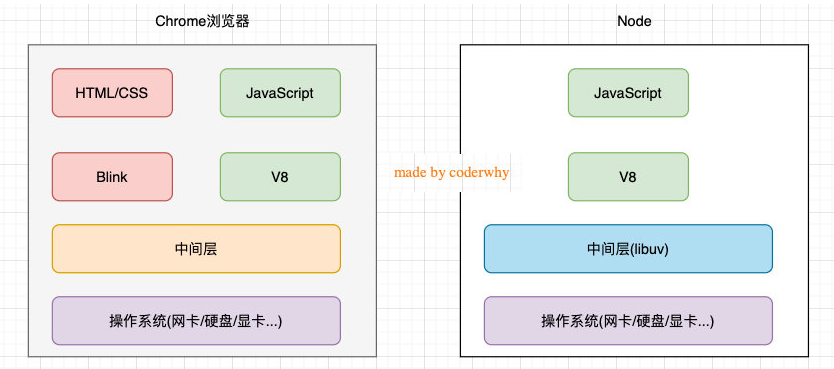 Chrome浏览器
HTML/CSS
JavaScript
Blink
V8
中间层
操作系统(网卡/硬盘/显卡...)
made by coderwhy
Node
JavaScript
V8
中间层(libuv)
操作系统(网卡/硬盘/显卡...)